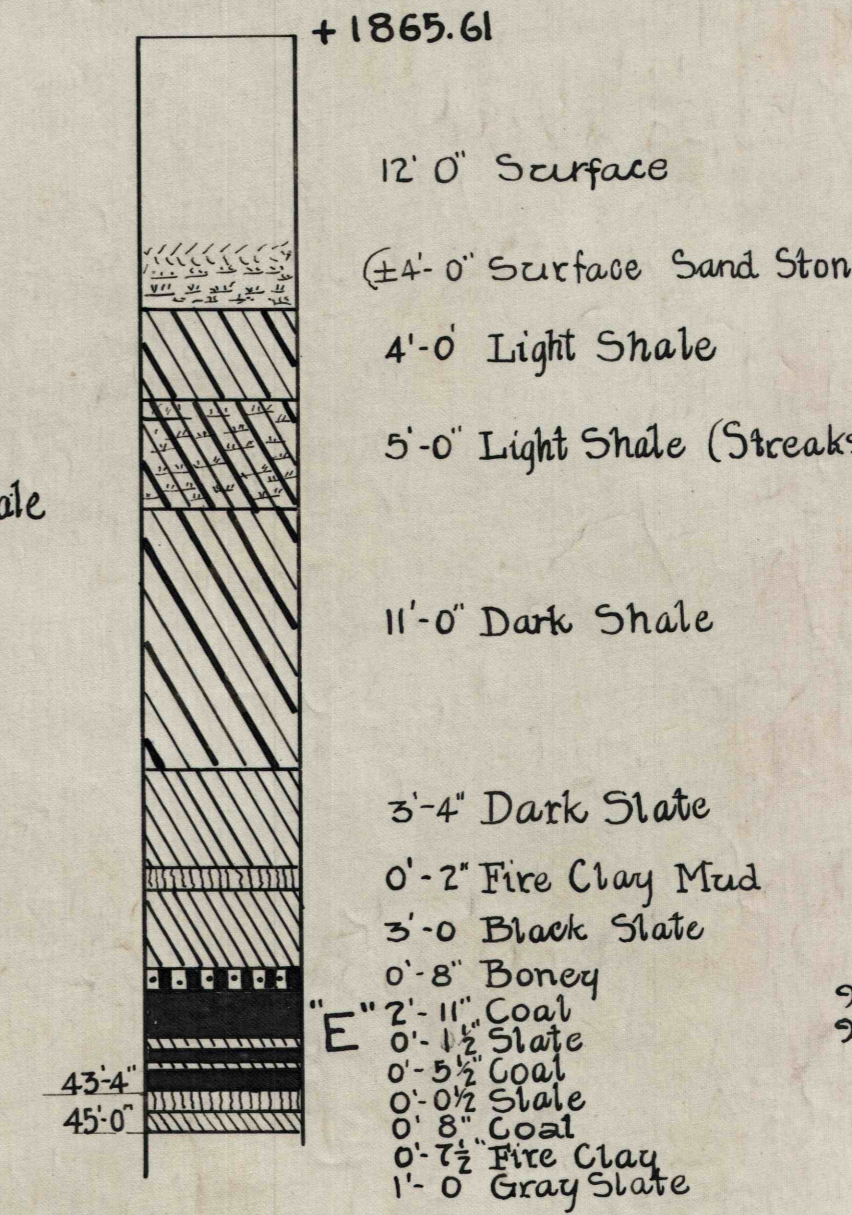 + 1865.61
12' 0" Surface
(±4'- 0" Surface Sand Ston
4'-0' Light Shale
5'-0" Light Shale (Streaks
ale
11'-0" Dark Shale
3'-4" Dark Slate
0'-2" Fire Clay Mud
3'-0 Black Slate
0'-8" Boney
"E" 2'-11" Coal
0'-1½" Slate
0'-5½" Coal
43'-4" 0'-0½ Slale
45'-0" 0' 8" Coal
0'-7½" Fire Clay
1'-0 Gray Slate